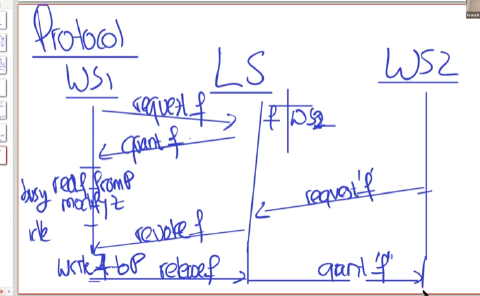 Protocol
WS1 LS WS2
request f
f WS2
grant f
busy read f from P
modify z
request 'f'
idle
revoke f
write f to P release f grant 'f'